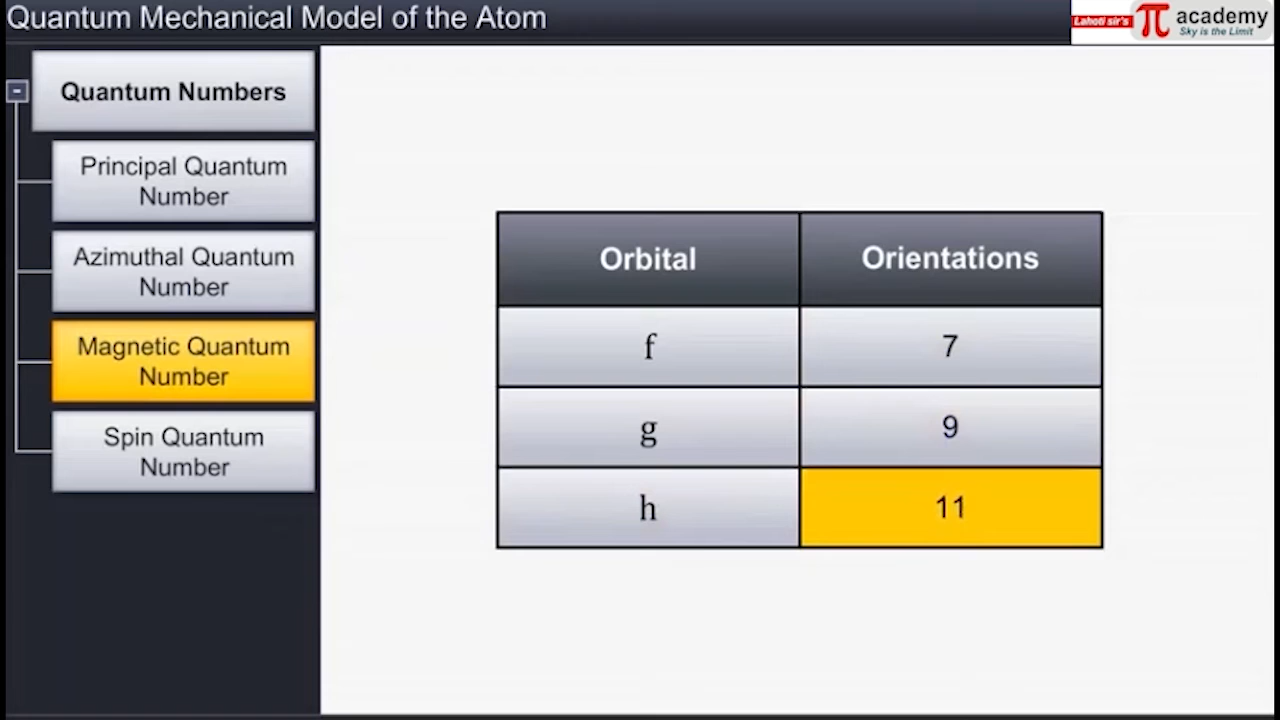 Quantum Mechanical Model of the Atom
Lahoti sir's
π academy
Sky is the Limit
Quantum Numbers
Principal Quantum
Number
Azimuthal Quantum
Number
Magnetic Quantum
Number
Spin Quantum
Number
Orbital Orientations
f 7
g 9
h 11